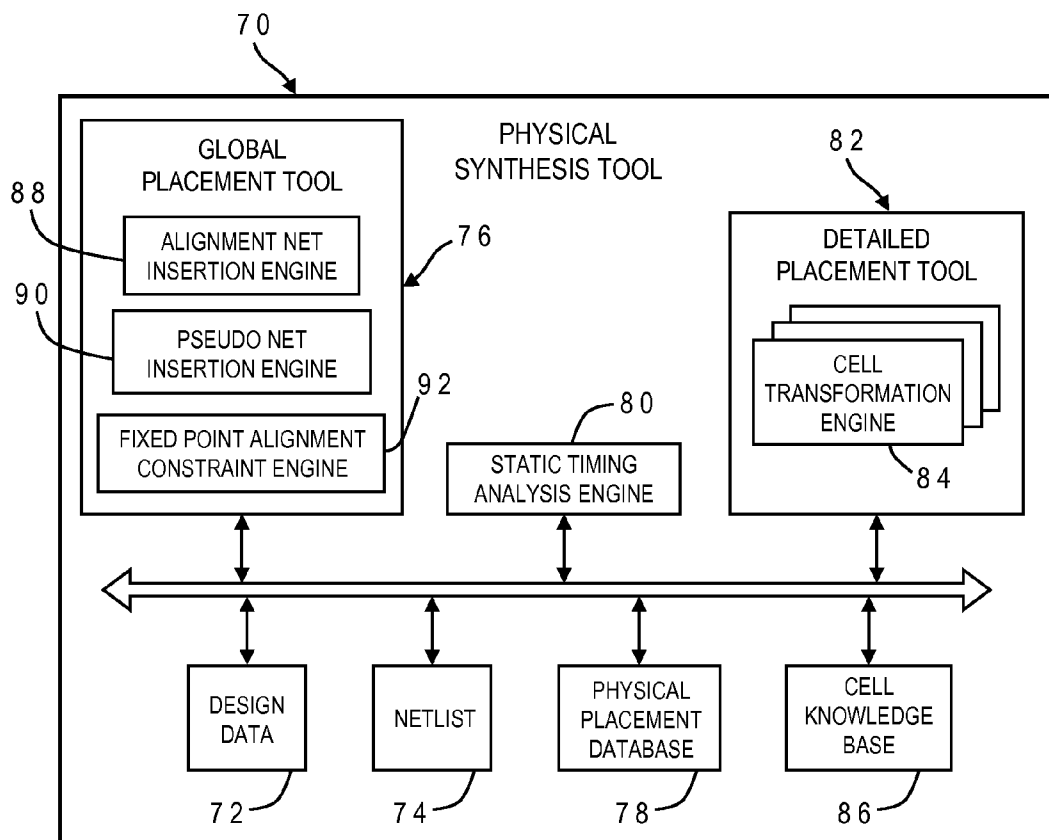 70
PHYSICAL
SYNTHESIS TOOL
GLOBAL
PLACEMENT TOOL
88
ALIGNMENT NET
INSERTION ENGINE
76
90
PSEUDO NET
INSERTION ENGINE
92
FIXED POINT ALIGNMENT
CONSTRAINT ENGINE
80
STATIC TIMING
ANALYSIS ENGINE
82
DETAILED
PLACEMENT TOOL
CELL
TRANSFORMATION
ENGINE
84
DESIGN
DATA
72
NETLIST
74
PHYSICAL
PLACEMENT
DATABASE
78
CELL
KNOWLEDGE
BASE
86